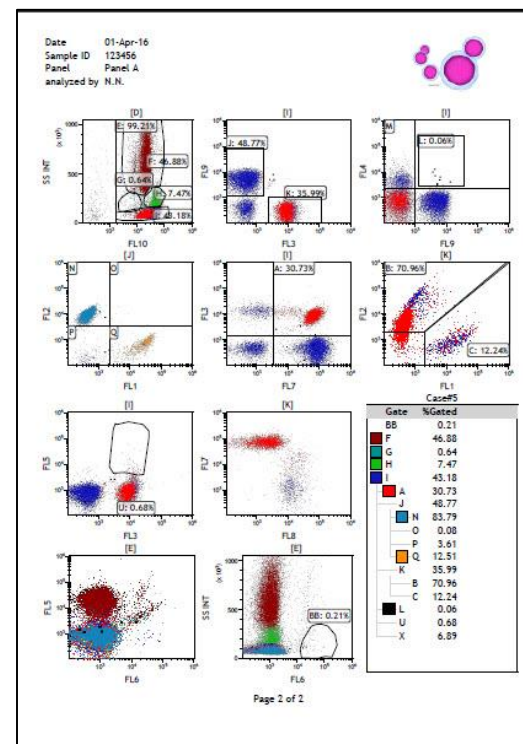 Date 01-Apr-16
Sample ID 123456
Panel Panel A
analyzed by N.N.
[D] [I] [I]
E: 99.21%
F: 46.88%
G: 0.64%
7.47%
43.18%
SS INT
FL10
J: 48.77%
K: 35.99%
FL9
FL3
M
L: 0.06%
FL4
FL9
[J] [I] [K]
N O
P Q
FL2
FL1
A: 30.73%
FL3
FL7
B: 70.96%
C: 12.24%
FL2
FL1
[I] [K]
U: 0.68%
FL5
FL3
FL7
FL8
[E] [E]
FL5
FL6
SS INT
BB: 0.21%
FL6
Case#5
Gate %Gated
BB 0.21
F 46.88
G 0.64
H 7.47
I 43.18
A 30.73
J 48.77
N 83.79
O 0.08
P 3.61
Q 12.51
K 35.99
B 70.96
C 12.24
L 0.06
U 0.68
X 6.89
Page 2 of 2